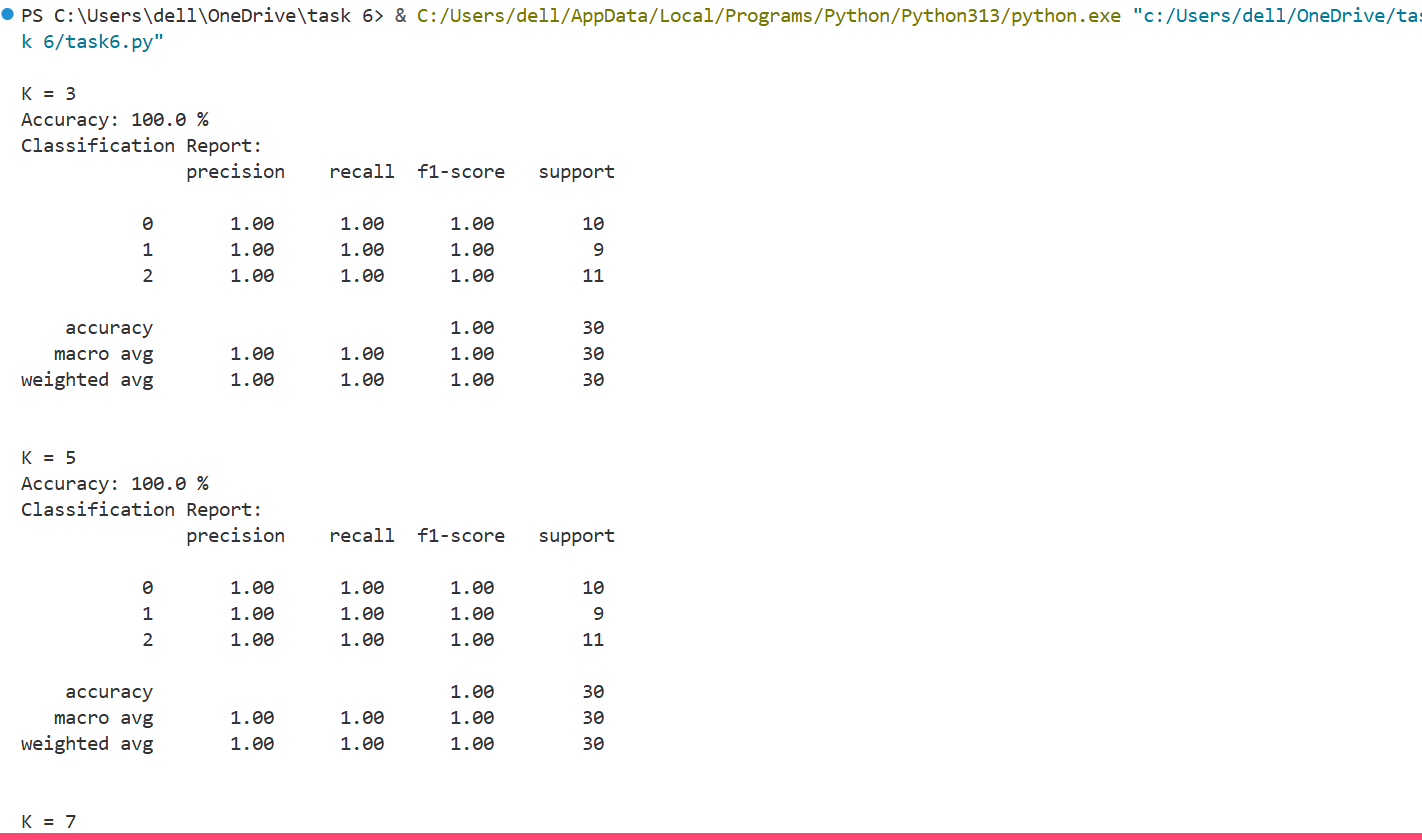 PS C:\Users\dell\OneDrive\task 6> & C:/Users/dell/AppData/Local/Programs/Python/Python313/python.exe "c:/Users/dell/OneDrive/tas
k 6/task6.py"
K = 3
Accuracy: 100.0 %
Classification Report:
precision recall f1-score support
0 1.00 1.00 1.00 10
1 1.00 1.00 1.00 9
2 1.00 1.00 1.00 11
accuracy 1.00 30
macro avg 1.00 1.00 1.00 30
weighted avg 1.00 1.00 1.00 30
K = 5
Accuracy: 100.0 %
Classification Report:
precision recall f1-score support
0 1.00 1.00 1.00 10
1 1.00 1.00 1.00 9
2 1.00 1.00 1.00 11
accuracy 1.00 30
macro avg 1.00 1.00 1.00 30
weighted avg 1.00 1.00 1.00 30
K = 7